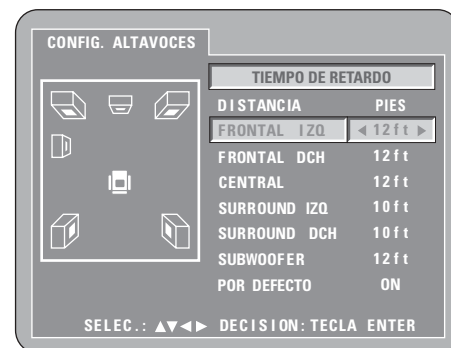 CONFIG. ALTAVOCES
TIEMPO DE RETARDO
DISTANCIA PIES
FRONTAL IZQ ◀ 12ft ▶
FRONTAL DCH 12ft
CENTRAL 12ft
SURROUND IZQ 10ft
SURROUND DCH 10ft
SUBWOOFER 12ft
POR DEFECTO ON
SELEC.: ▲▼◀▶ DECISION: TECLA ENTER